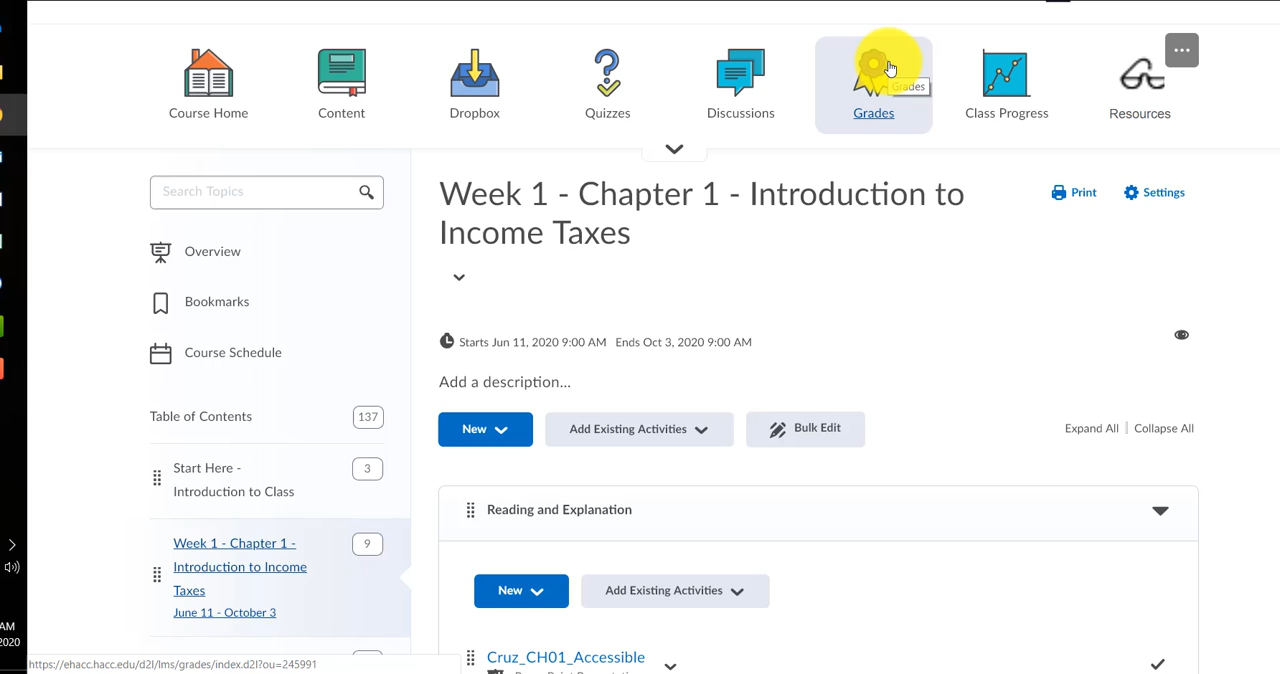 Course Home
Content
Dropbox
Quizzes
Discussions
Grades
Grades
Class Progress
Resources
Search Topics
Overview
Bookmarks
Course Schedule
Table of Contents 137
Start Here - 3
Introduction to Class
Week 1 - Chapter 1 - 9
Introduction to Income
Taxes
June 11 - October 3
AM
2020
https://ehacc.hacc.edu/d2l/lms/grades/index.d2l?ou=245991
Week 1 - Chapter 1 - Introduction to
Income Taxes
Print Settings
Starts Jun 11, 2020 9:00 AM Ends Oct 3, 2020 9:00 AM
Add a description...
New Add Existing Activities Bulk Edit Expand All | Collapse All
Reading and Explanation
New Add Existing Activities
Cruz_CH01_Accessible